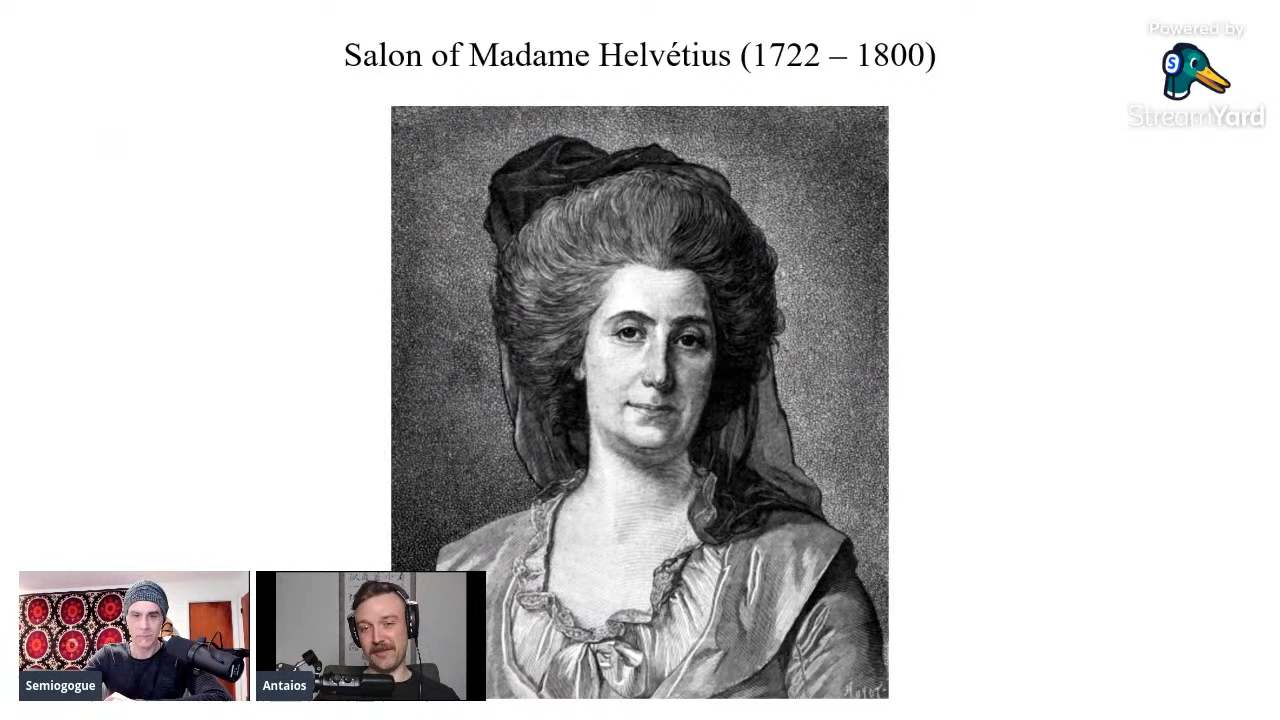 Salon of Madame Helvétius (1722 – 1800)
Powered by
S
StreamYard
Semiogogue
Antaios